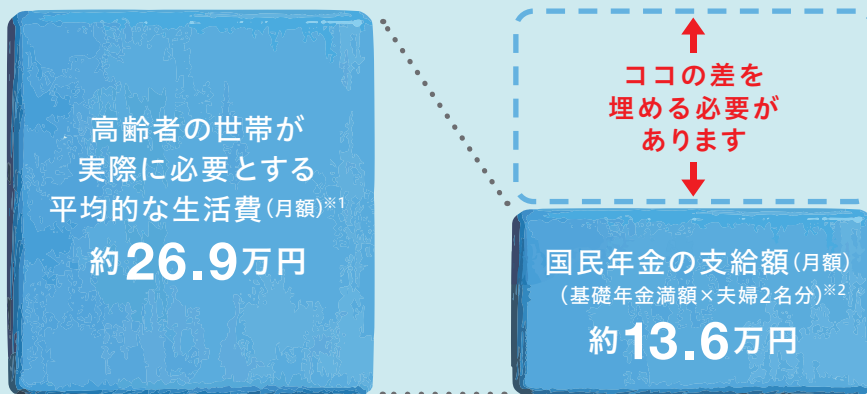 高齢者の世帯が
実際に必要とする
平均的な生活費(月額)※1
約26.9万円
ココの差を
埋める必要が
あります
国民年金の支給額(月額)
(基礎年金満額×夫婦2名分)※2
約13.6万円